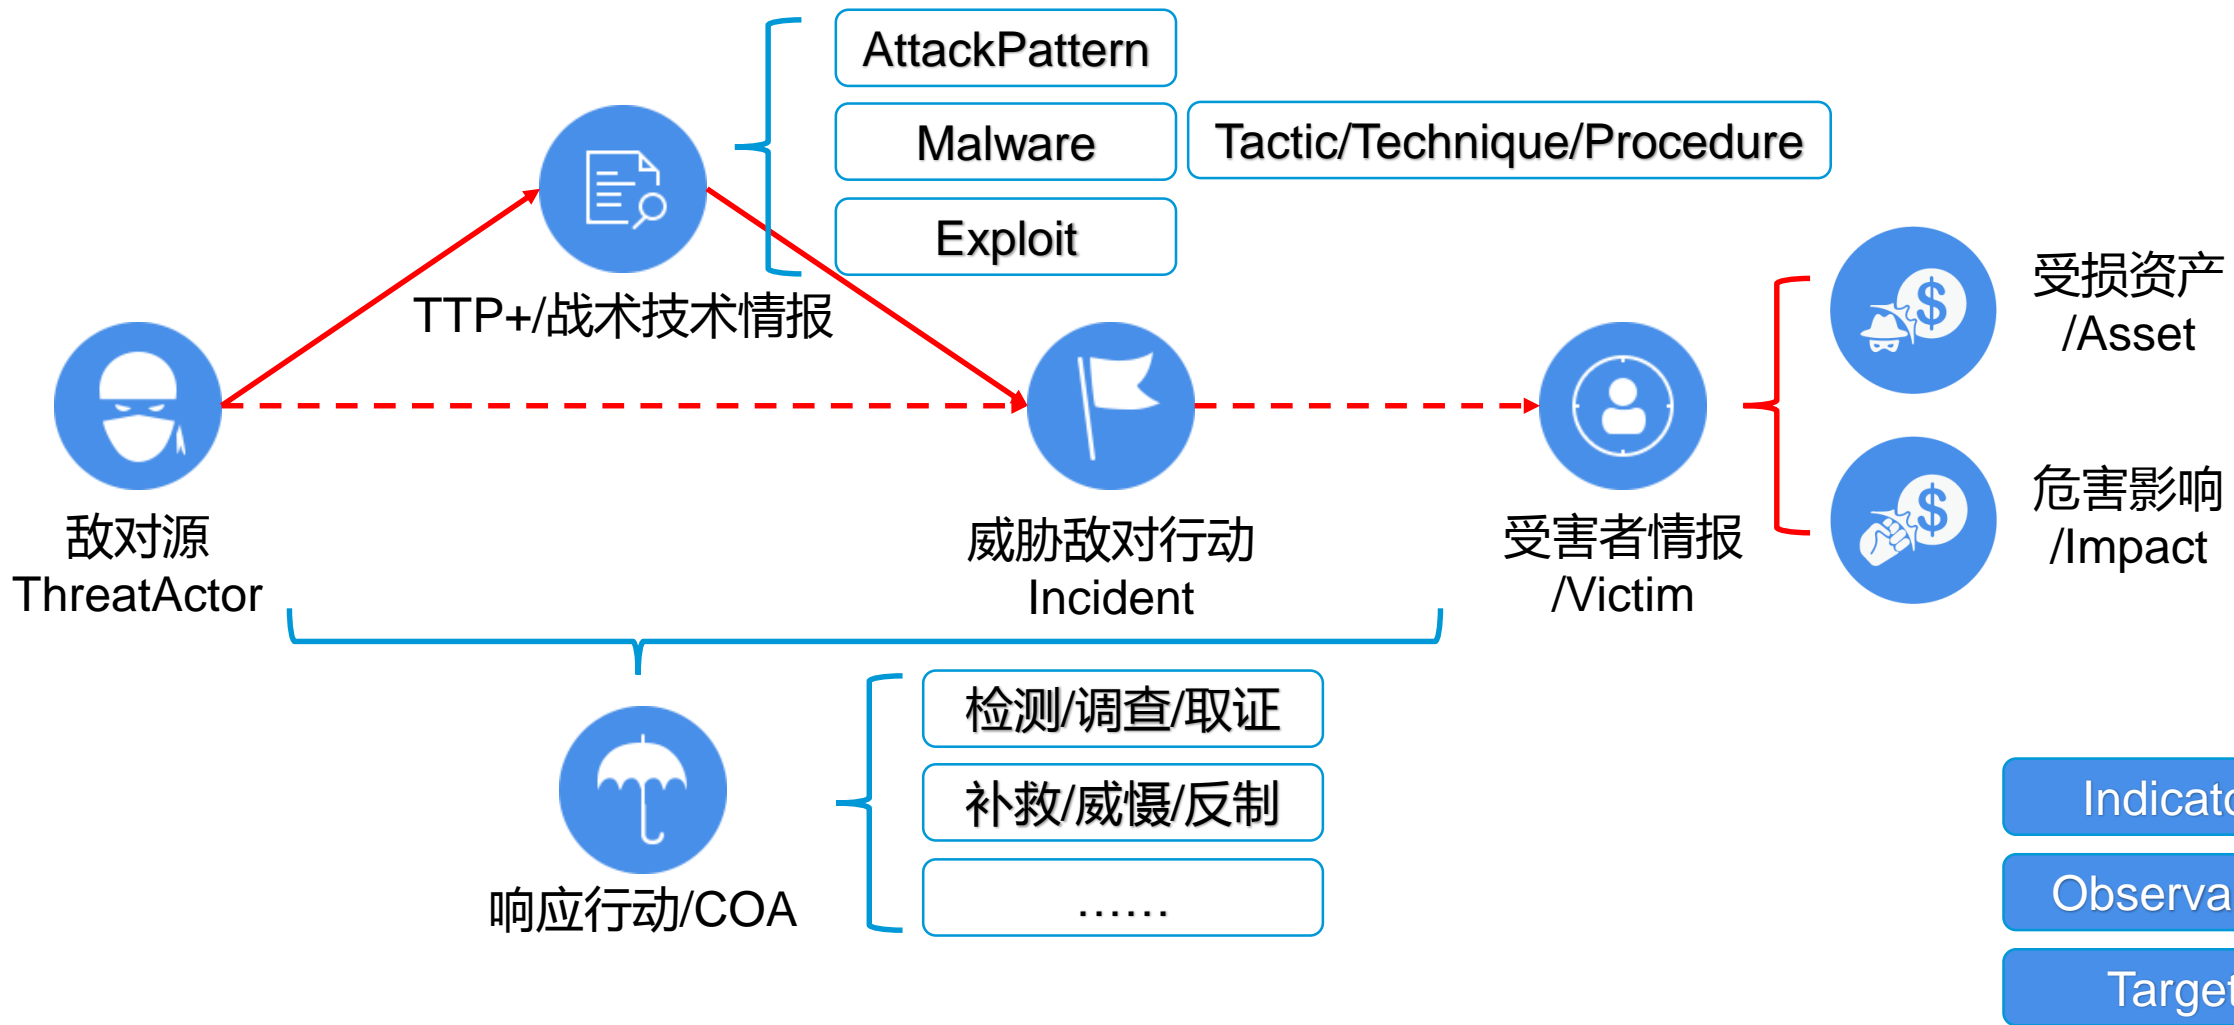 AttackPattern
Malware
Tactic/Technique/Procedure
Exploit
TTP+/战术技术情报
受损资产
/Asset
敌对源
ThreatActor
威胁敌对行动
Incident
受害者情报
/Victim
危害影响
/Impact
检测/调查/取证
补救/威慑/反制
……
响应行动/COA
Indicato
Observa
Target